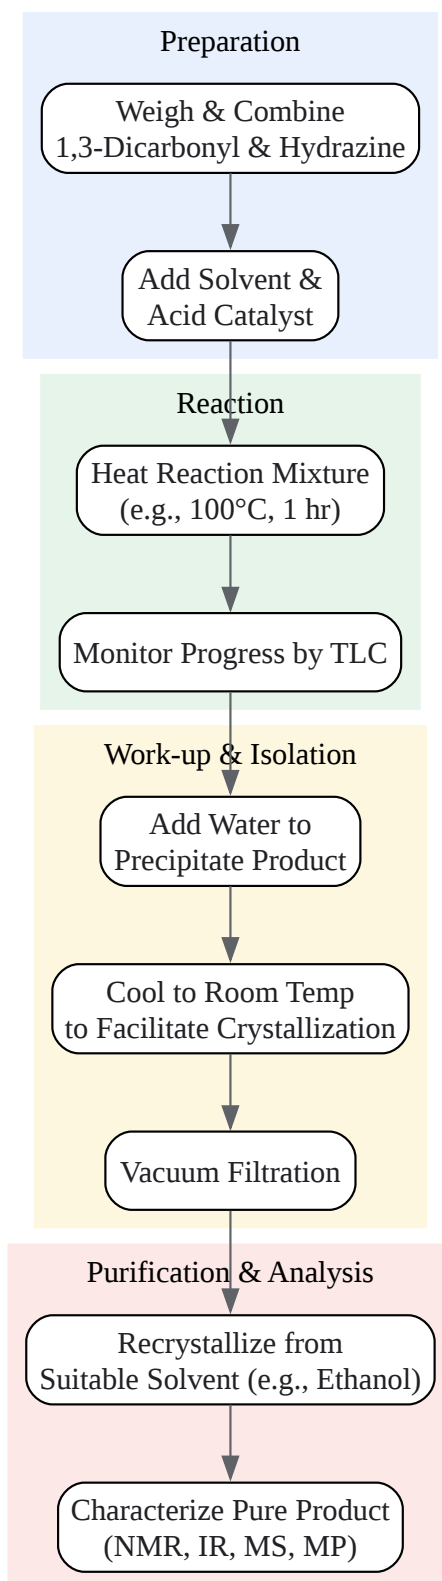 Preparation
Weigh & Combine
1,3-Dicarbonyl & Hydrazine
Add Solvent &
Acid Catalyst
Reaction
Heat Reaction Mixture
(e.g., 100°C, 1 hr)
Monitor Progress by TLC
Work-up & Isolation
Add Water to
Precipitate Product
Cool to Room Temp
to Facilitate Crystallization
Vacuum Filtration
Purification & Analysis
Recrystallize from
Suitable Solvent (e.g., Ethanol)
Characterize Pure Product
(NMR, IR, MS, MP)